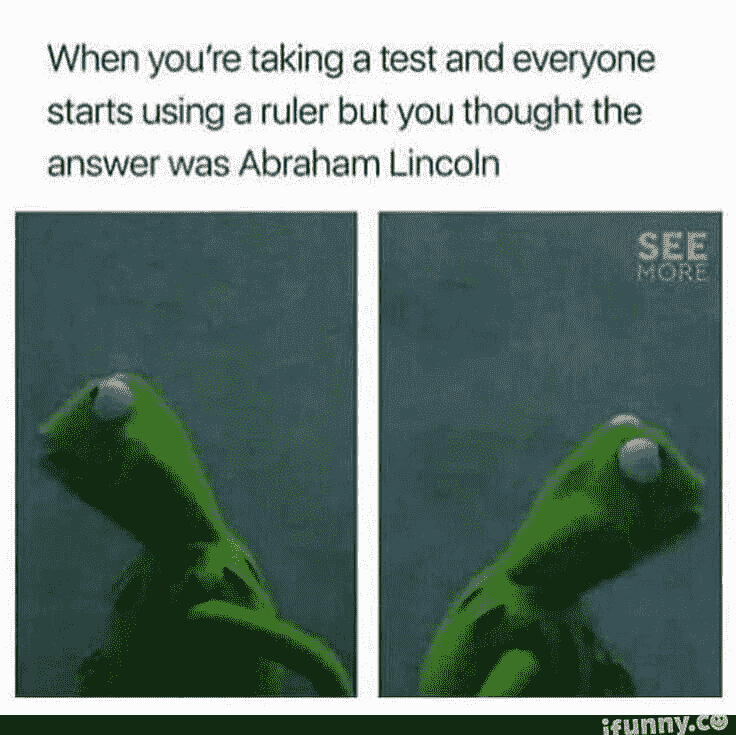 When you're taking a test and everyone
starts using a ruler but you thought the
answer was Abraham Lincoln
SEE
MORE
ifunny.co